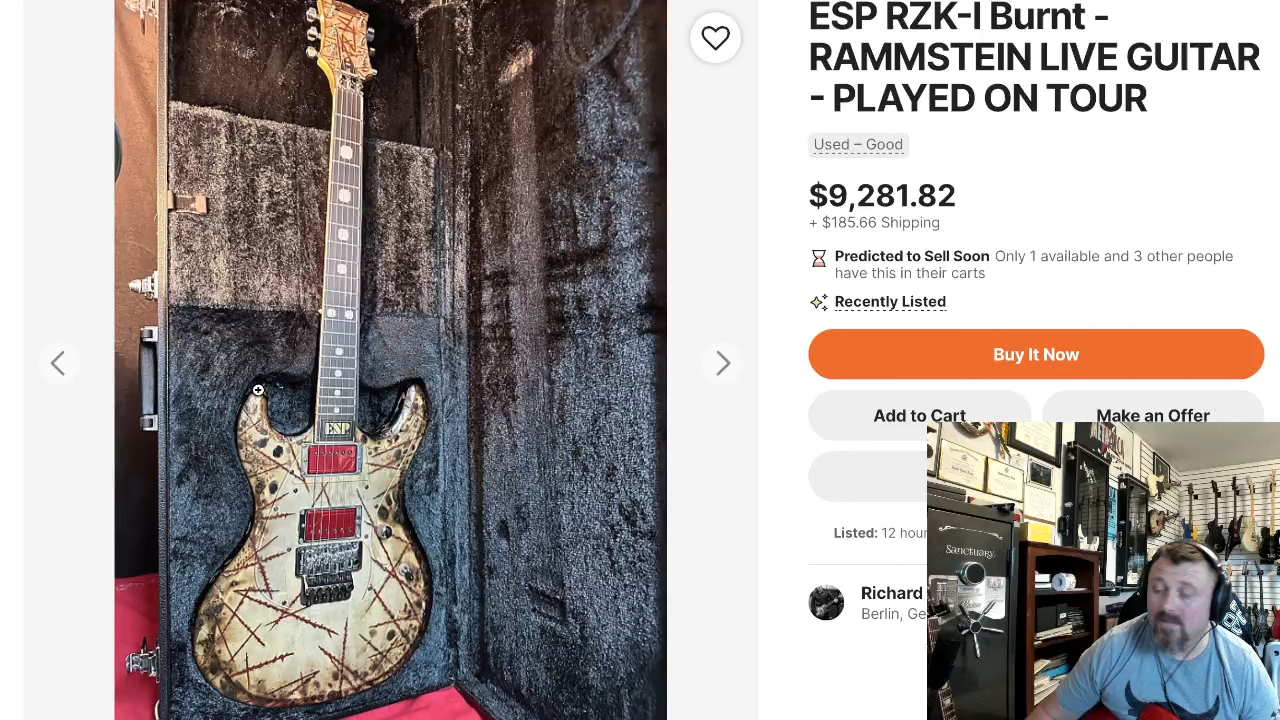 ESP RZK-I Burnt -
RAMMSTEIN LIVE GUITAR
- PLAYED ON TOUR
Used – Good
$9,281.82
+ $185.66 Shipping
Predicted to Sell Soon Only 1 available and 3 other people
have this in their carts
Recently Listed
Buy It Now
Add to Cart
Make an Offer
Listed: 12 hour
Richard
Berlin, Ge
ESP
Sanctuary